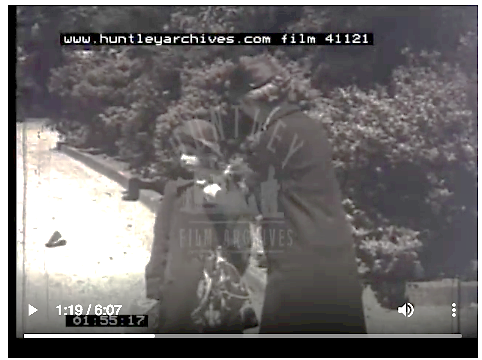 www.huntleyarchives.com film 41121
HUNTLEY
FILM ARCHIVES
1:19 / 6:07
01:55:17